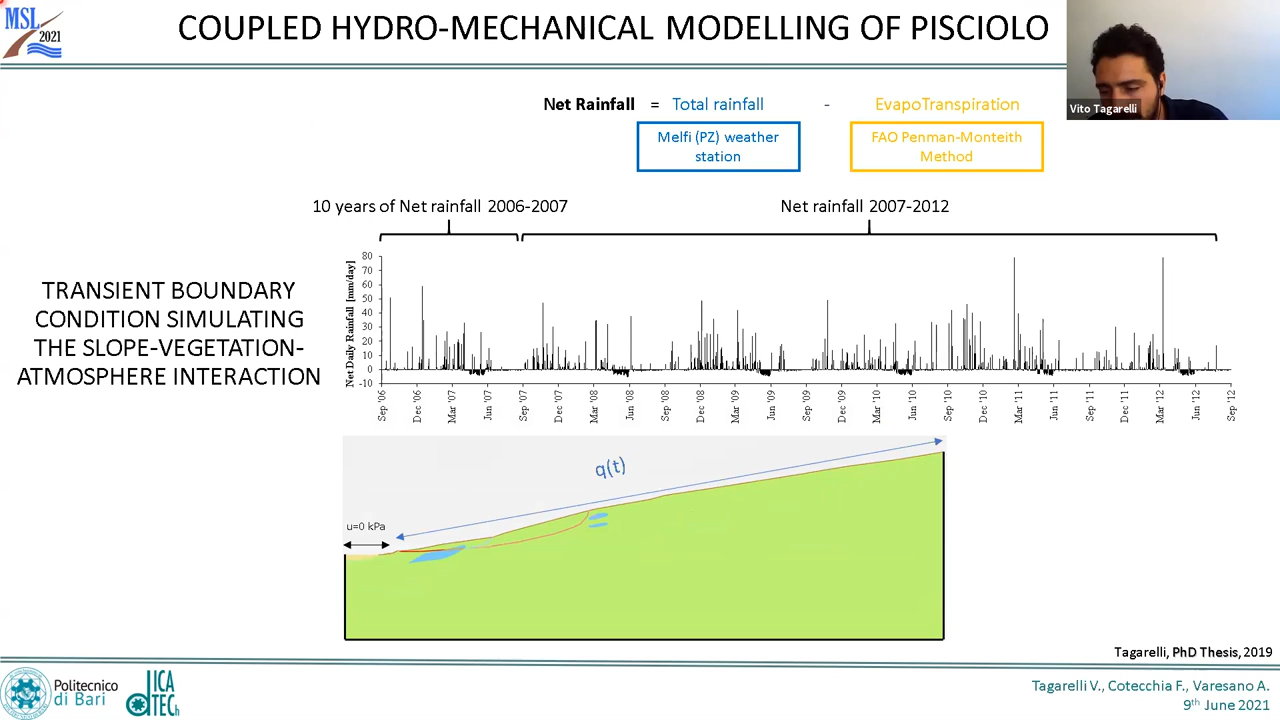 MSL
2021
COUPLED HYDRO-MECHANICAL MODELLING OF PISCIOLO
Vito Tagarelli
Net Rainfall = Total rainfall - EvapoTranspiration
Melfi (PZ) weather
station
FAO Penman-Monteith
Method
10 years of Net rainfall 2006-2007
Net rainfall 2007-2012
TRANSIENT BOUNDARY
CONDITION SIMULATING
THE SLOPE-VEGETATION-
ATMOSPHERE INTERACTION
Net Daily Rainfall [mm/day]
80
70
60
50
40
30
20
10
0
-10
Sep '06
Dec '06
Mar '07
Jun '07
Sep '07
Dec '07
Mar '08
Jun '08
Sep '08
Dec '08
Mar '09
Jun '09
Sep '09
Dec '09
Mar '10
Jun '10
Sep '10
Dec '10
Mar '11
Jun '11
Sep '11
Dec '11
Mar '12
Jun '12
Sep '12
q(t)
u=0 kPa
Tagarelli, PhD Thesis, 2019
Politecnico
di Bari
DICA
TECh
Tagarelli V., Cotecchia F., Varesano A.
9th June 2021